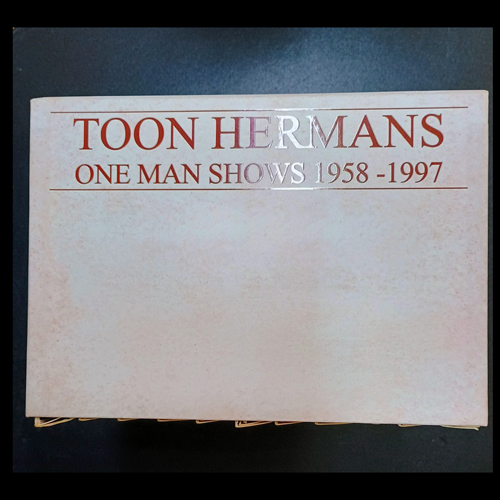 TOON HERMANS
ONE MAN SHOWS 1958 -1997